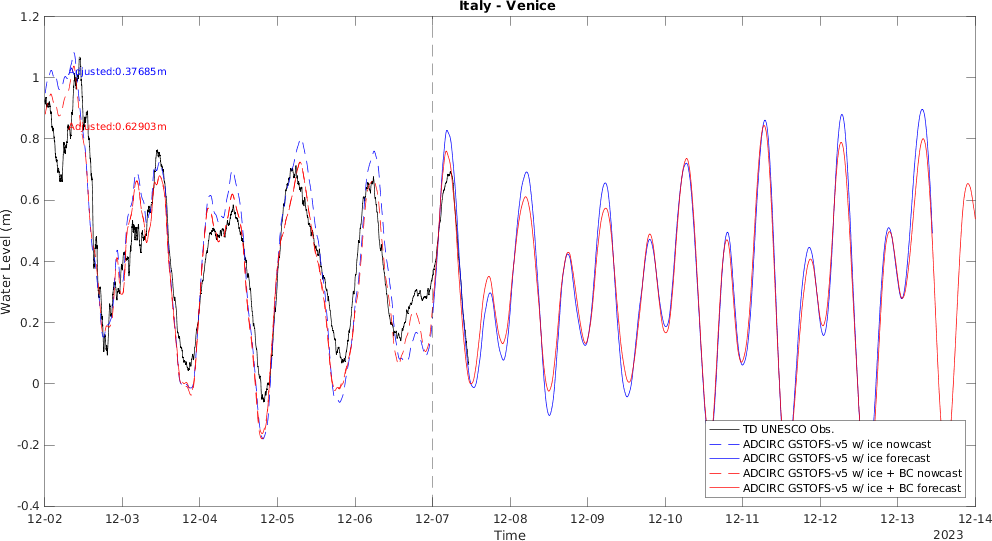 Italy - Venice
1.2
1
0.8
0.6
0.4
0.2
0
-0.2
-0.4
Water Level (m)
Adjusted:0.37685m
Adjusted:0.62903m
TD UNESCO Obs.
ADCIRC GSTOFS-v5 w/ ice nowcast
ADCIRC GSTOFS-v5 w/ ice forecast
ADCIRC GSTOFS-v5 w/ ice + BC nowcast
ADCIRC GSTOFS-v5 w/ ice + BC forecast
12-02 12-03 12-04 12-05 12-06 12-07 12-08 12-09 12-10 12-11 12-12 12-13 12-14
Time
2023